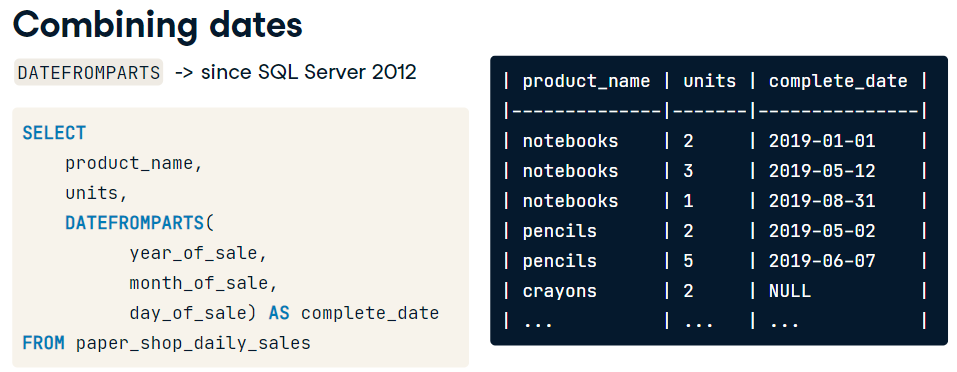 Combining dates
DATEFROMPARTS -> since SQL Server 2012
SELECT
product_name,
units,
DATEFROMPARTS(
year_of_sale,
month_of_sale,
day_of_sale) AS complete_date
FROM paper_shop_daily_sales
| product_name | units | complete_date |
|--------------|-------|---------------|
| notebooks | 2 | 2019-01-01 |
| notebooks | 3 | 2019-05-12 |
| notebooks | 1 | 2019-08-31 |
| pencils | 2 | 2019-05-02 |
| pencils | 5 | 2019-06-07 |
| crayons | 2 | NULL |
| ... | ... | ... |